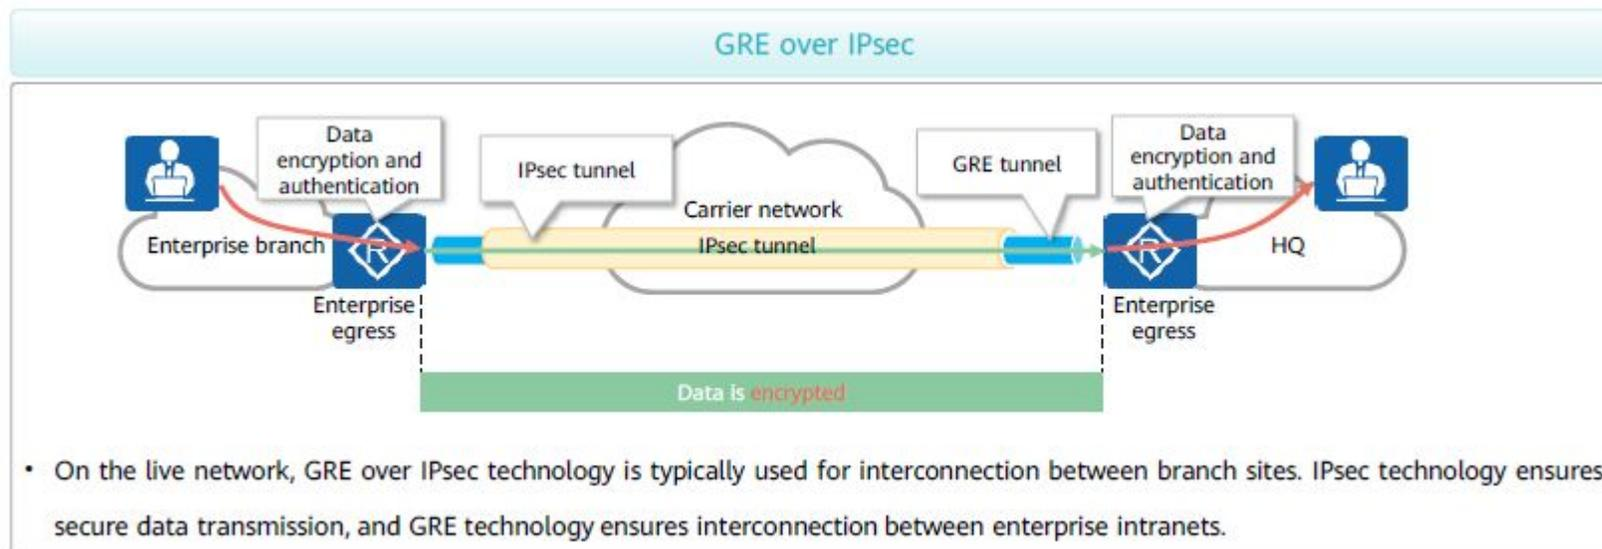 GRE over IPsec
Data
encryption and
authentication
IPsec tunnel
GRE tunnel
Data
encryption and
authentication
Carrier network
Enterprise branch
R
IPsec tunnel
R
HQ
Enterprise
egress
Enterprise
egress
Data is encrypted
• On the live network, GRE over IPsec technology is typically used for interconnection between branch sites. IPsec technology ensures
secure data transmission, and GRE technology ensures interconnection between enterprise intranets.